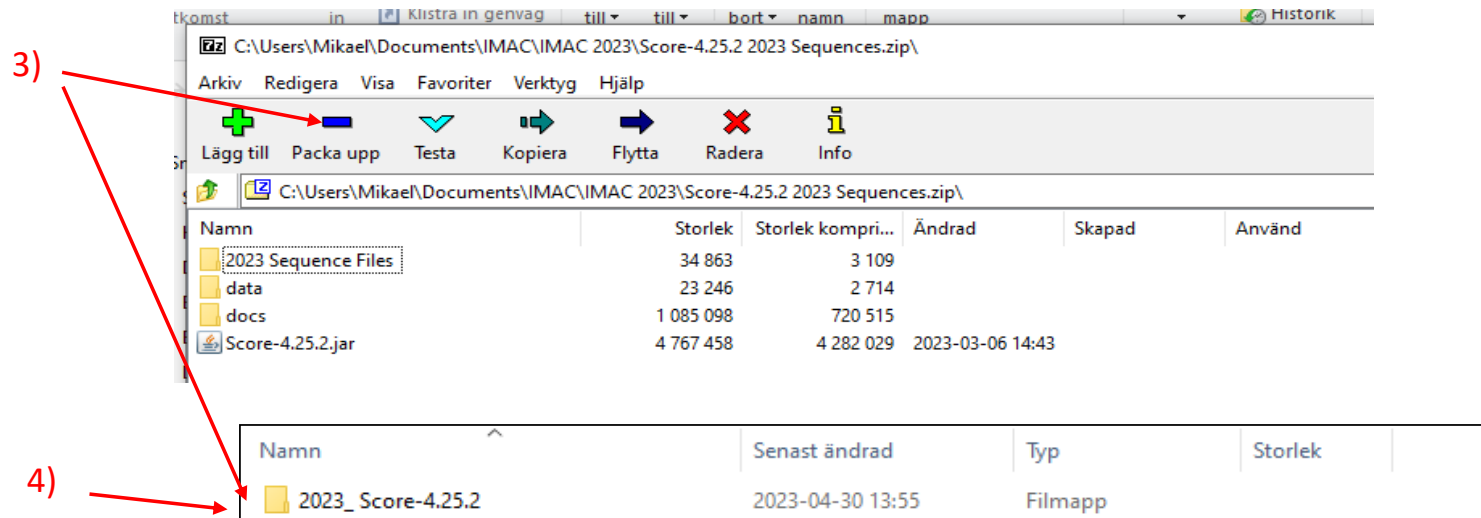 tkomst in Klistra in genväg till till bort namn mapp Historik
C:\Users\Mikael\Documents\IMAC\IMAC 2023\Score-4.25.2 2023 Sequences.zip\
3)
Arkiv Redigera Visa Favoriter Verktyg Hjälp
Lägg till Packa upp Testa Kopiera Flytta Radera Info
C:\Users\Mikael\Documents\IMAC\IMAC 2023\Score-4.25.2 2023 Sequences.zip\
Namn Storlek Storlek kompri... Ändrad Skapad Använd
2023 Sequence Files 34 863 3 109
data 23 246 2 714
docs 1 085 098 720 515
Score-4.25.2.jar 4 767 458 4 282 029 2023-03-06 14:43
Namn Senast ändrad Typ Storlek
4)
2023_ Score-4.25.2 2023-04-30 13:55 Filmapp